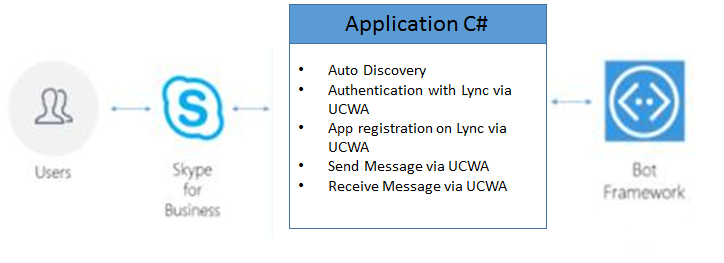 Application C#
• Auto Discovery
• Authentication with Lync via
UCWA
• App registration on Lync via
UCWA
• Send Message via UCWA
• Receive Message via UCWA
Users
Skype
for
Business
Bot
Framework